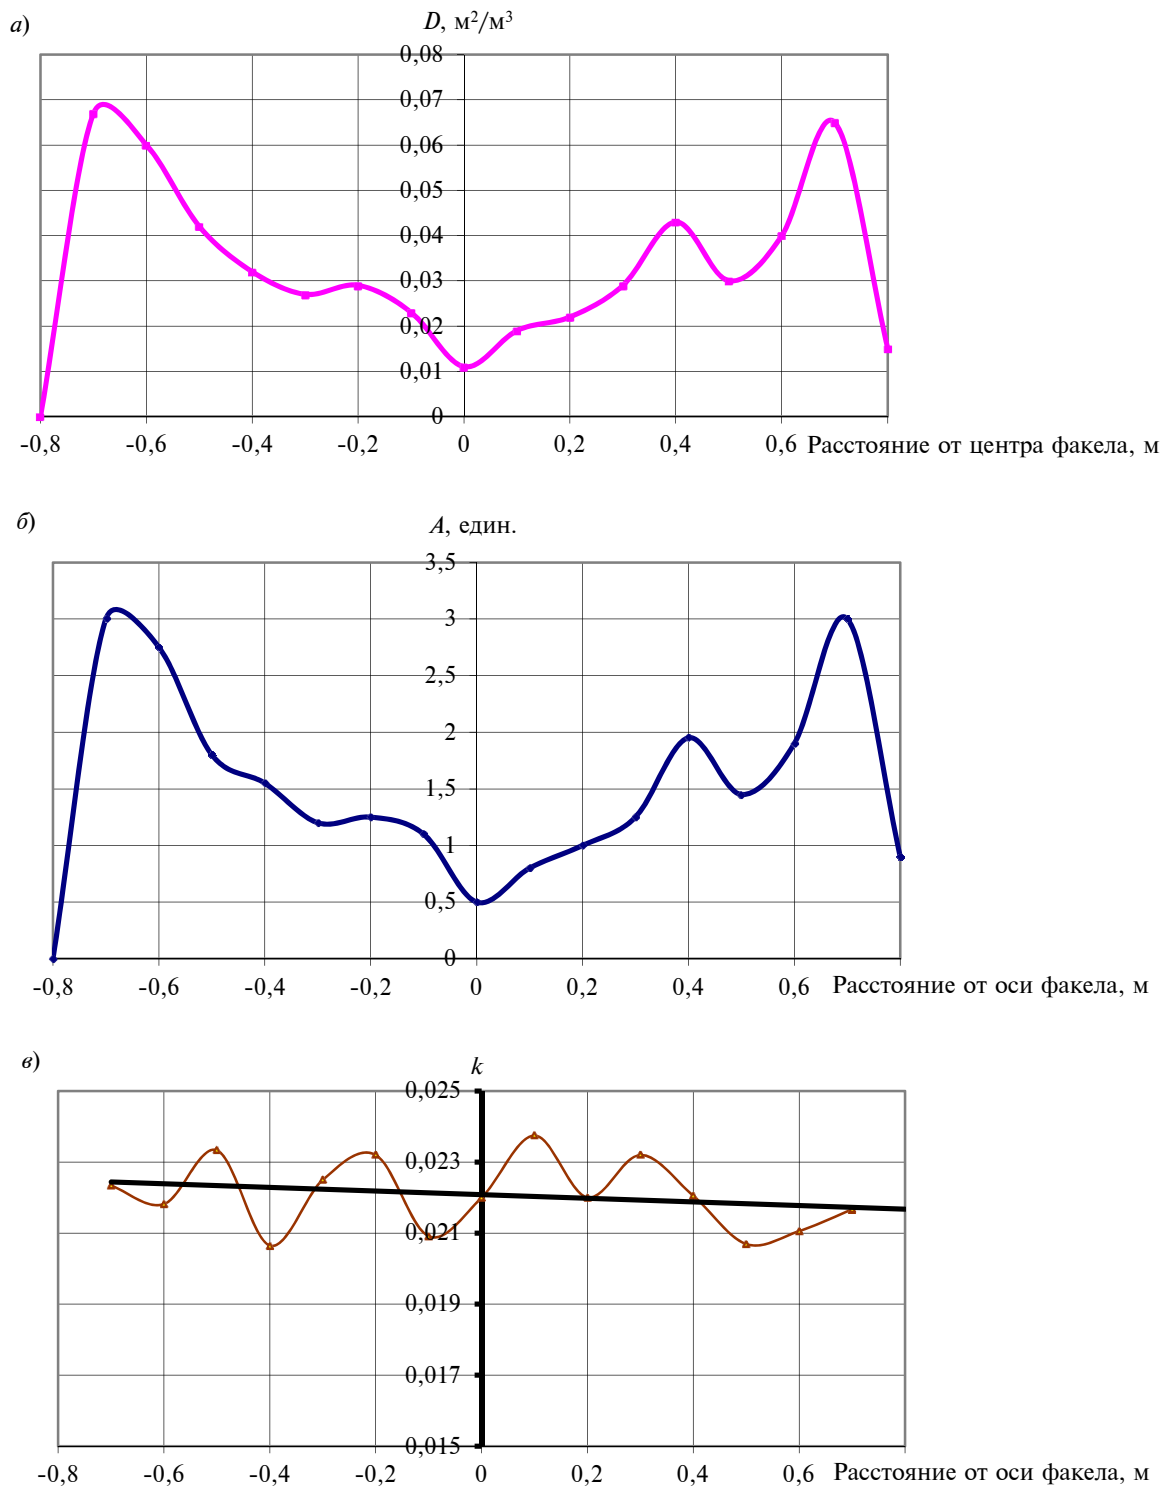 а)
D, м²/м³
0,08
0,07
0,06
0,05
0,04
0,03
0,02
0,01
0
-0,8 -0,6 -0,4 -0,2 0 0,2 0,4 0,6 Расстояние от центра факела, м
б)
А, един.
3,5
3
2,5
2
1,5
1
0,5
0
-0,8 -0,6 -0,4 -0,2 0 0,2 0,4 0,6 Расстояние от оси факела, м
в)
k
0,025
0,023
0,021
0,019
0,017
0,015
-0,8 -0,6 -0,4 -0,2 0 0,2 0,4 0,6 Расстояние от оси факела, м